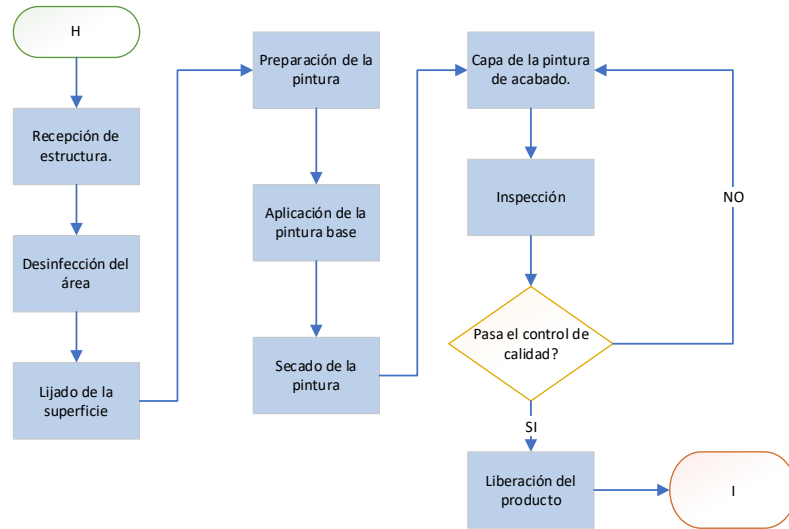 H
Recepción de
estructura.
Desinfección del
área
Lijado de la
superficie
Preparación de la
pintura
Aplicación de la
pintura base
Secado de la
pintura
Capa de la pintura
de acabado.
Inspección
Pasa el control de
calidad?
NO
SI
Liberación del
producto
I